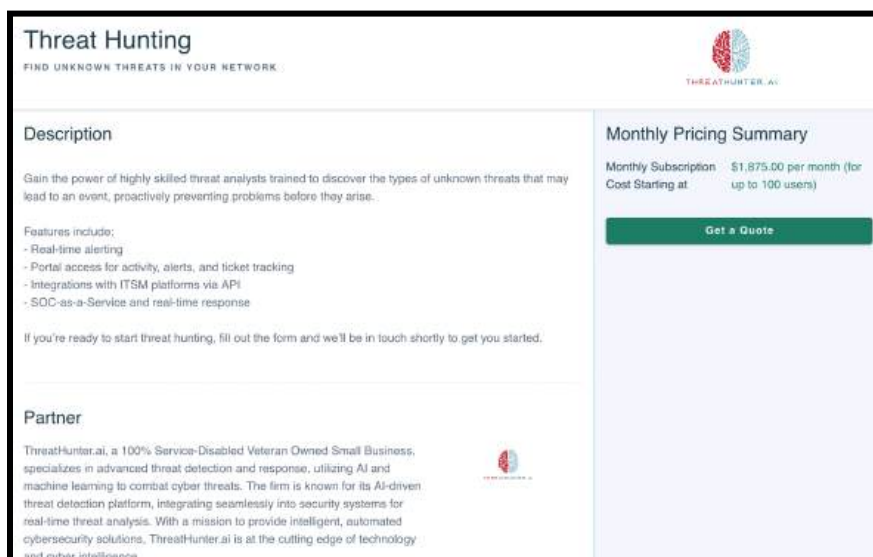 Threat Hunting
FIND UNKNOWN THREATS IN YOUR NETWORK
THREATHUNTER.AI
Description
Gain the power of highly skilled threat analysts trained to discover the types of unknown threats that may
lead to an event, proactively preventing problems before they arise.
Features include:
- Real-time alerting
- Portal access for activity, alerts, and ticket tracking
- Integrations with ITSM platforms via API
- SOC-as-a-Service and real-time response
If you're ready to start threat hunting, fill out the form and we'll be in touch shortly to get you started.
Monthly Pricing Summary
Monthly Subscription $1,875.00 per month (for
Cost Starting at up to 100 users)
Get a Quote
Partner
ThreatHunter.ai, a 100% Service-Disabled Veteran Owned Small Business,
specializes in advanced threat detection and response, utilizing AI and
machine learning to combat cyber threats. The firm is known for its AI-driven
threat detection platform, integrating seamlessly into security systems for
real-time threat analysis. With a mission to provide intelligent, automated
cybersecurity solutions, ThreatHunter.ai is at the cutting edge of technology
and cyber intelligence.